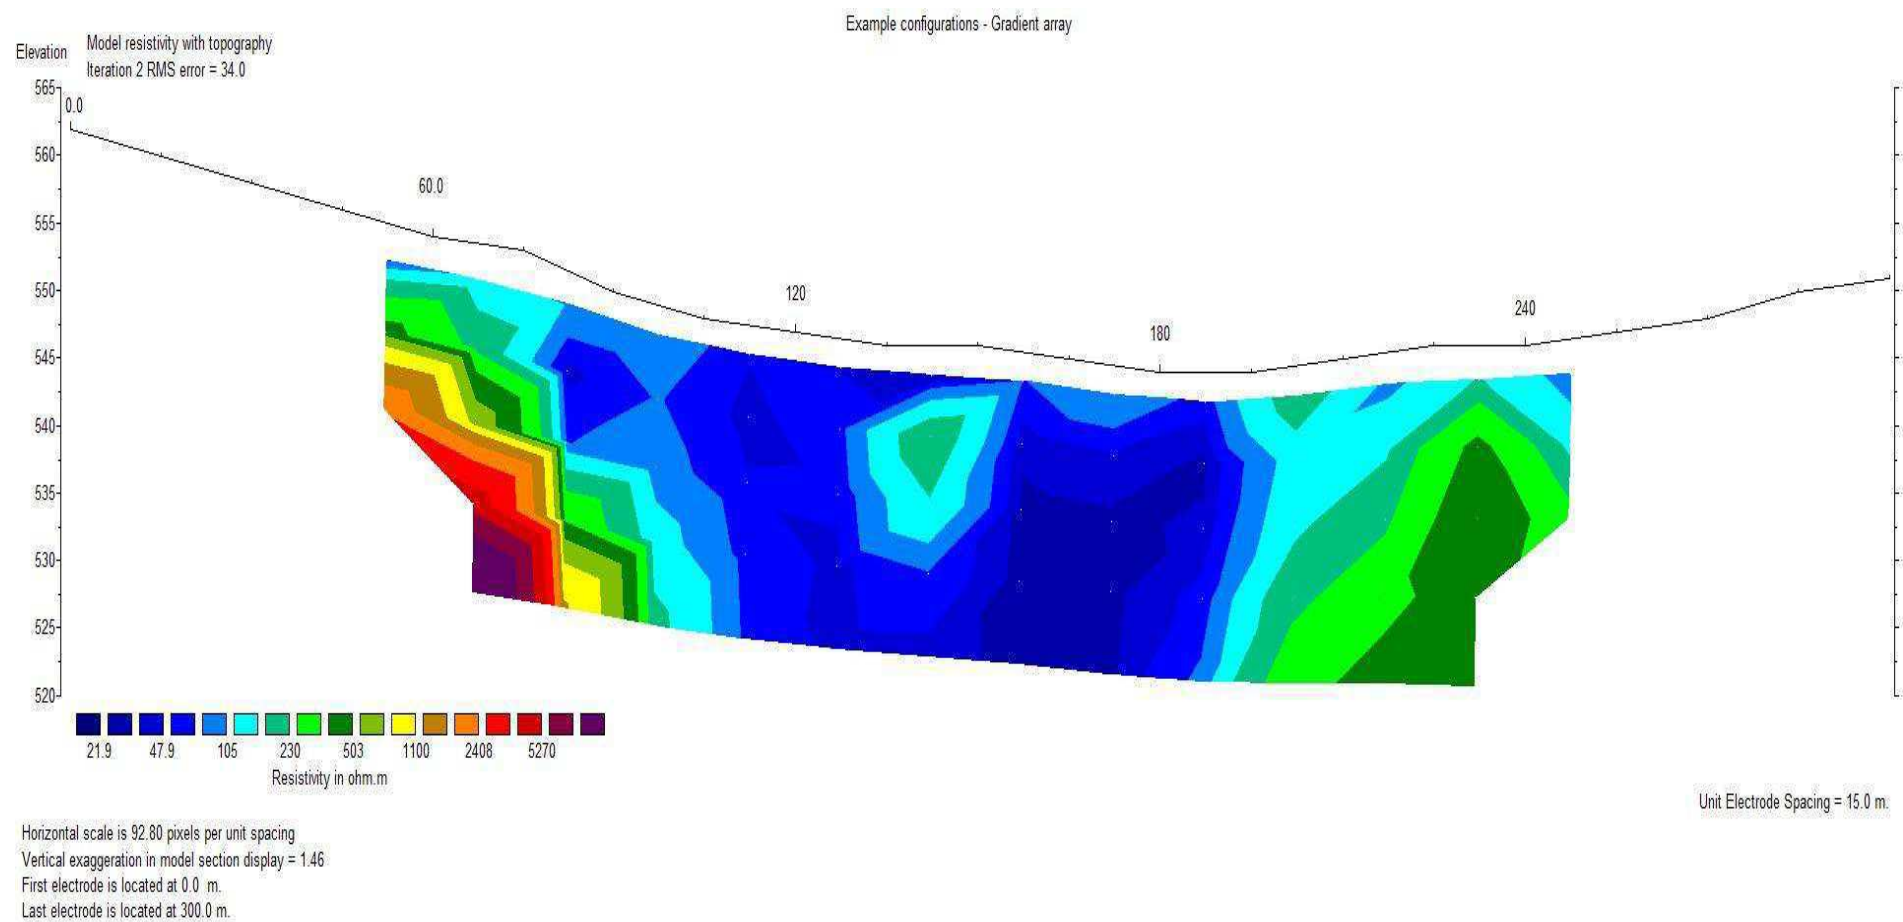 Example configurations - Gradient array
Model resistivity with topography
Elevation
Iteration 2 RMS error = 34.0
565
0.0
560
60.0
555
550
120
240
545
180
540
535
530
525
520
21.9 47.9 105 230 503 1100 2408 5270
Resistivity in ohm.m
Unit Electrode Spacing = 15.0 m.
Horizontal scale is 92.80 pixels per unit spacing
Vertical exaggeration in model section display = 1.46
First electrode is located at 0.0 m.
Last electrode is located at 300.0 m.